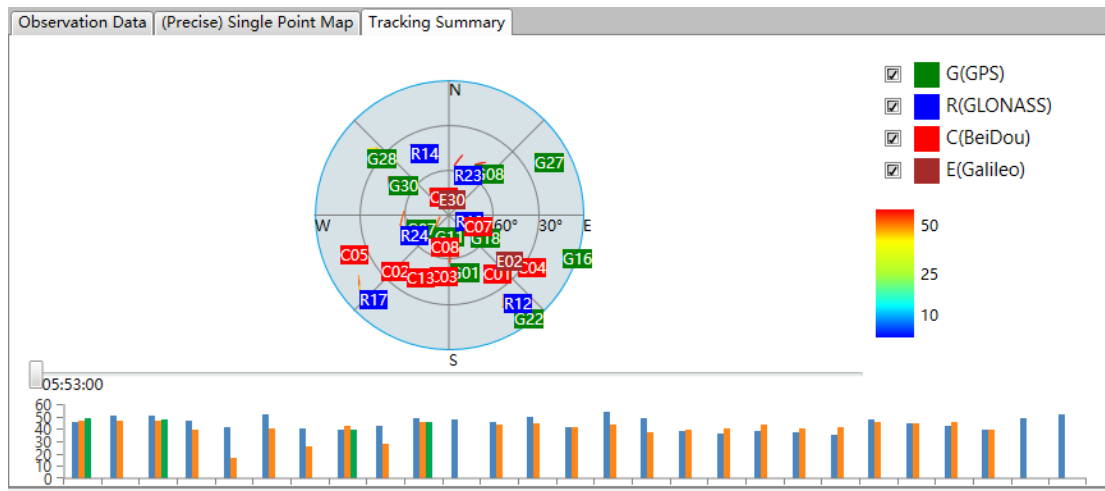 Observation Data (Precise) Single Point Map Tracking Summary
N
G(GPS)
R(GLONASS)
C(BeiDou)
E(Galileo)
R14
G28
G27
R23 G08
G30
E30
W
C07 60° 30° E
R24 G11 G18
C08
C05
E02 C04
G16
C02 C13 C03 G01 C01
R17
R12
G22
S
50
25
10
05:53:00
60
50
40
30
20
10
0